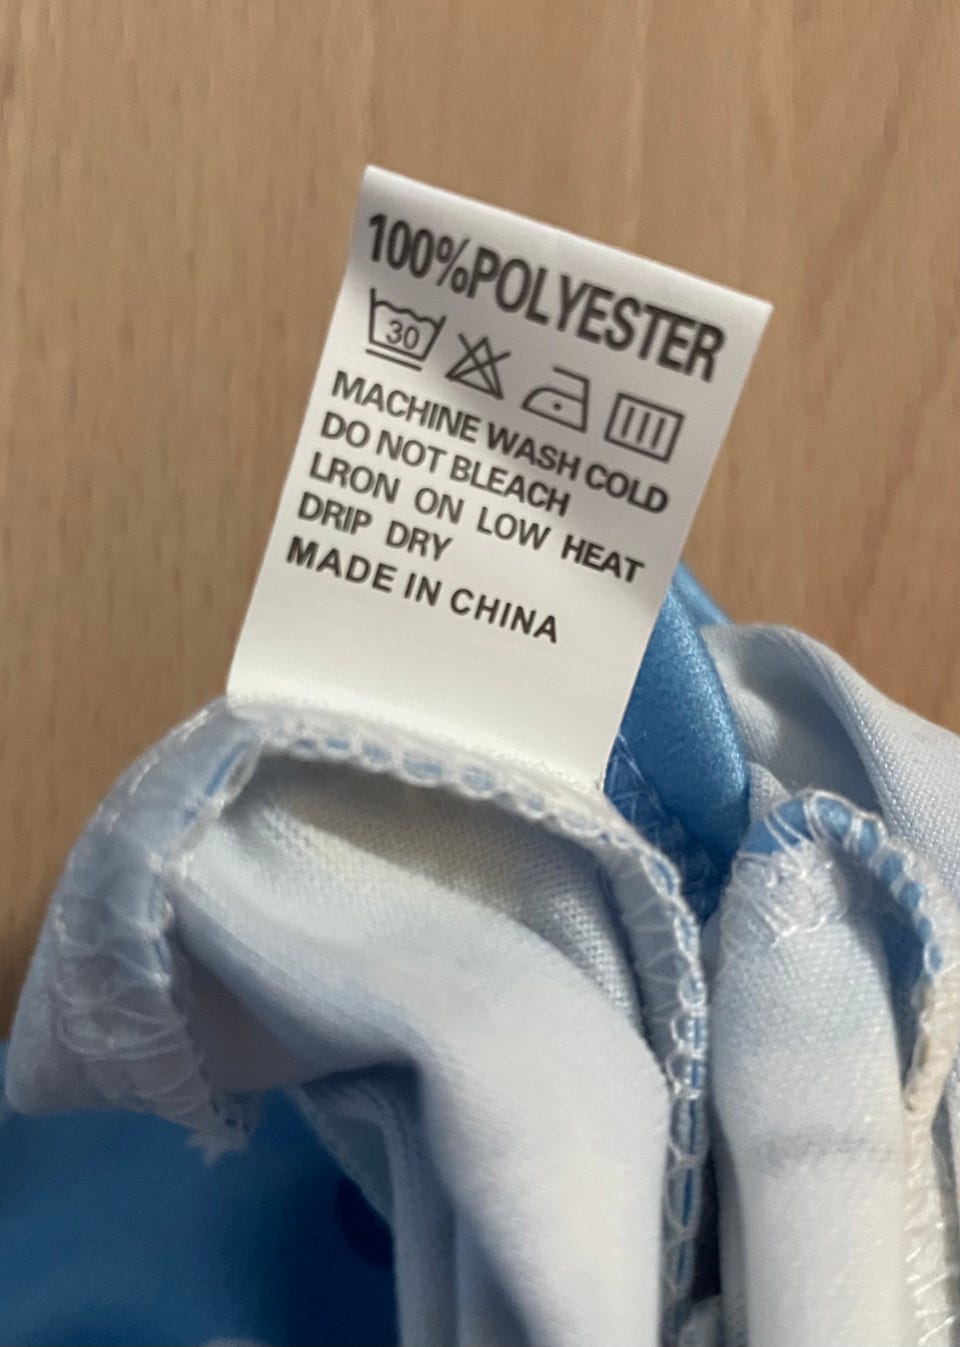 100%POLYESTER
30
MACHINE WASH COLD
DO NOT BLEACH
LRON ON LOW HEAT
DRIP DRY
MADE IN CHINA